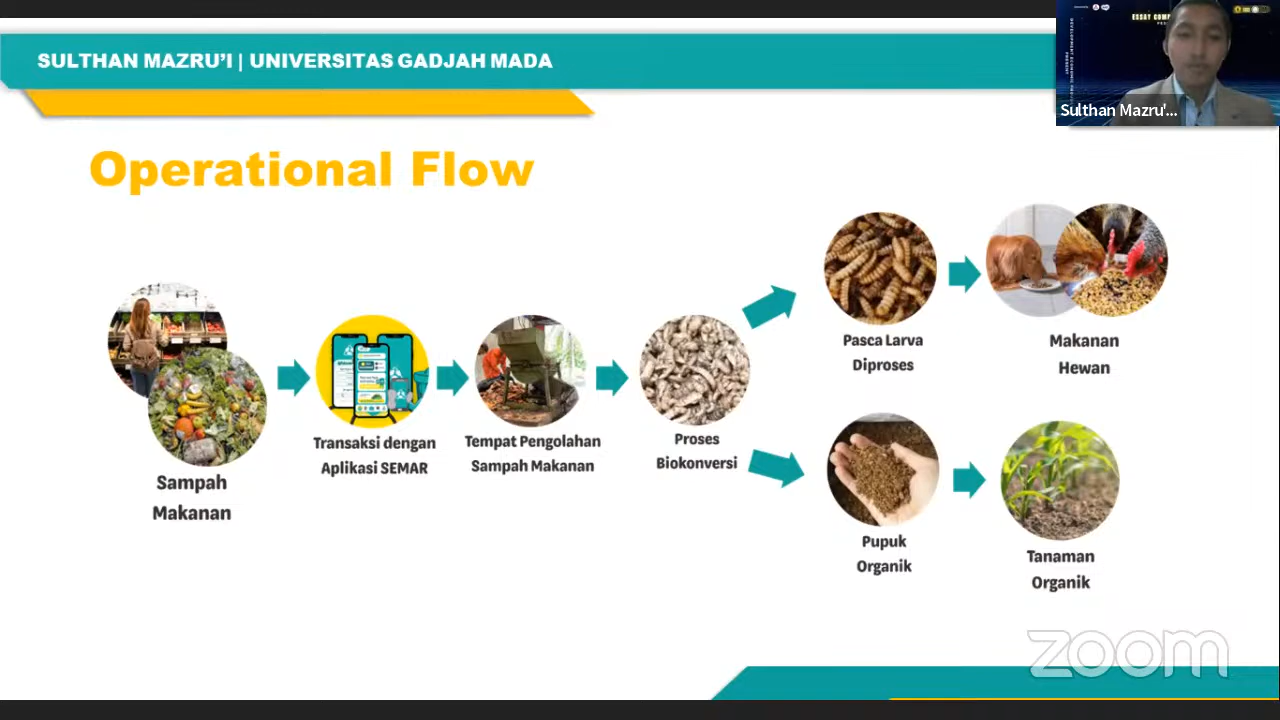 SULTHAN MAZRU'I | UNIVERSITAS GADJAH MADA
Sulthan Mazru'...
Operational Flow
Sampah
Makanan
Transaksi dengan
Aplikasi SEMAR
Tempat Pengolahan
Sampah Makanan
Proses
Biokonversi
Pasca Larva
Diproses
Makanan
Hewan
Pupuk
Organik
Tanaman
Organik
zoom